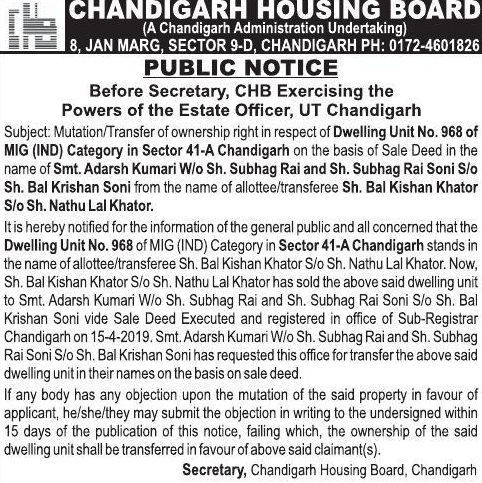 CHANDIGARH HOUSING BOARD
(A Chandigarh Administration Undertaking)
8, JAN MARG, SECTOR 9-D, CHANDIGARH PH: 0172-4601826
PUBLIC NOTICE
Before Secretary, CHB Exercising the
Powers of the Estate Officer, UT Chandigarh
Subject: Mutation/Transfer of ownership right in respect of Dwelling Unit No. 968 of
MIG (IND) Category in Sector 41-A Chandigarh on the basis of Sale Deed in the
name of Smt. Adarsh Kumari W/o Sh. Subhag Rai and Sh. Subhag Rai Soni S/o
Sh. Bal Krishan Soni from the name of allottee/transferee Sh. Bal Kishan Khator
S/o Sh. Nathu Lal Khator.
It is hereby notified for the information of the general public and all concerned that the
Dwelling Unit No. 968 of MIG (IND) Category in Sector 41-A Chandigarh stands in
the name of allottee/transferee Sh. Bal Kishan Khator S/o Sh. Nathu Lal Khator. Now,
Sh. Bal Kishan Khator S/o Sh. Nathu Lal Khator has sold the above said dwelling unit
to Smt. Adarsh Kumari W/o Sh. Subhag Rai and Sh. Subhag Rai Soni S/o Sh. Bal
Krishan Soni vide Sale Deed Executed and registered in office of Sub-Registrar
Chandigarh on 15-4-2019. Smt. Adarsh Kumari W/o Sh. Subhag Rai and Sh. Subhag
Rai Soni S/o Sh. Bal Krishan Soni has requested this office for transfer the above said
dwelling unit in their names on the basis on sale deed.
If any body has any objection upon the mutation of the said property in favour of
applicant, he/she/they may submit the objection in writing to the undersigned within
15 days of the publication of this notice, failing which, the ownership of the said
dwelling unit shall be transferred in favour of above said claimant(s).
Secretary, Chandigarh Housing Board, Chandigarh